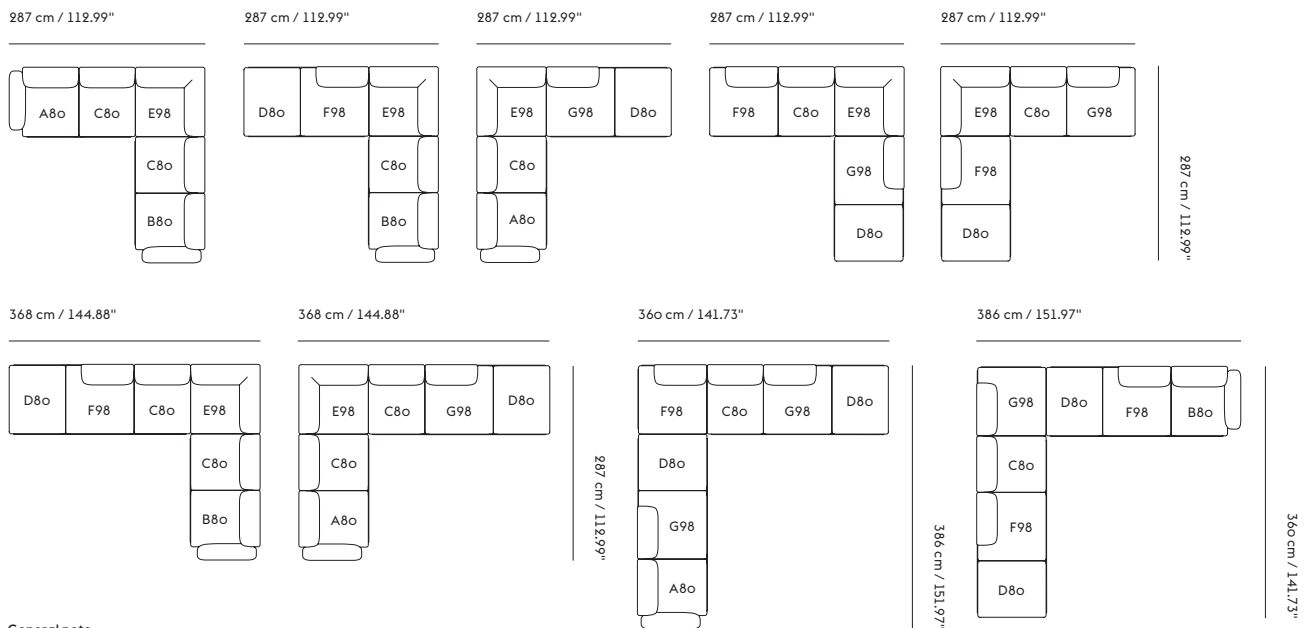 287 cm / 112.99"
287 cm / 112.99"
287 cm / 112.99"
287 cm / 112.99"
287 cm / 112.99"
A80 C80 E98
D80 F98 E98
E98 G98 D80
F98 C80 E98
E98 C80 G98
C80
C80
C80
G98
F98
287 cm / 112.99"
B80
B80
A80
D80
D80
368 cm / 144.88"
368 cm / 144.88"
360 cm / 141.73"
386 cm / 151.97"
D80 F98 C80 E98
E98 C80 G98 D80
F98 C80 G98 D80
G98 D80 F98 B80
C80
C80
D80
C80
287 cm / 112.99"
B80
A80
G98
F98
386 cm / 151.97"
360 cm / 141.73"
A80
D80
General note